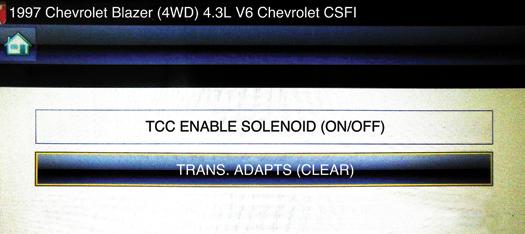 1997 Chevrolet Blazer (4WD) 4.3L V6 Chevrolet CSFI
TCC ENABLE SOLENOID (ON/OFF)
TRANS. ADAPTS (CLEAR)